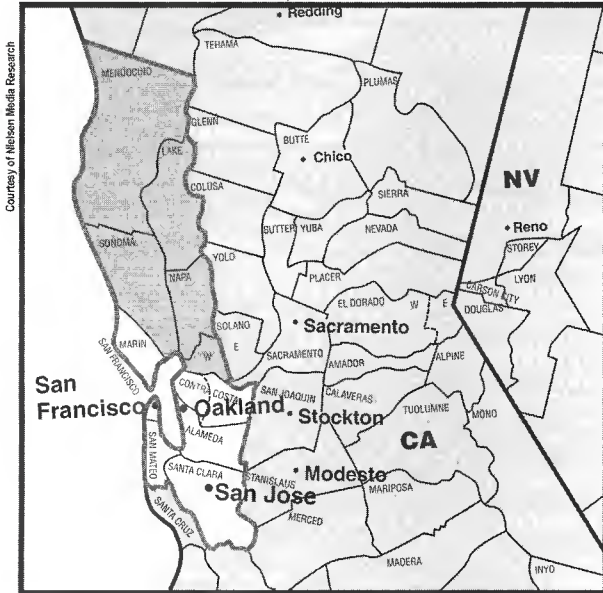 Courtesy of Nielsen Media Research
Redding
TEHAMA
MENDOCINO
PLUMAS
GLENN
BUTTE
LAKE
Chico
NV
COLUSA
SIERRA
SUTTER
YUBA
NEVADA
Reno
SONOMA
STOREY
YOLO
NAPA
PLACER
LYON
CARSON CITY
EL DORADO
W
E
DOUGLAS
SOLANO
Sacramento
MARIN
W
E
SACRAMENTO
AMADOR
ALPINE
SAN FRANCISCO
CONTRA COSTA
SAN JOAQUIN
CALAVERAS
San
Francisco
Oakland
Stockton
TUOLUMNE
MONO
ALAMEDA
CA
SAN MATEO
SANTA CLARA
STANISLAUS
Modesto
San Jose
MARIPOSA
SANTA CRUZ
MERCED
MADERA
INYO